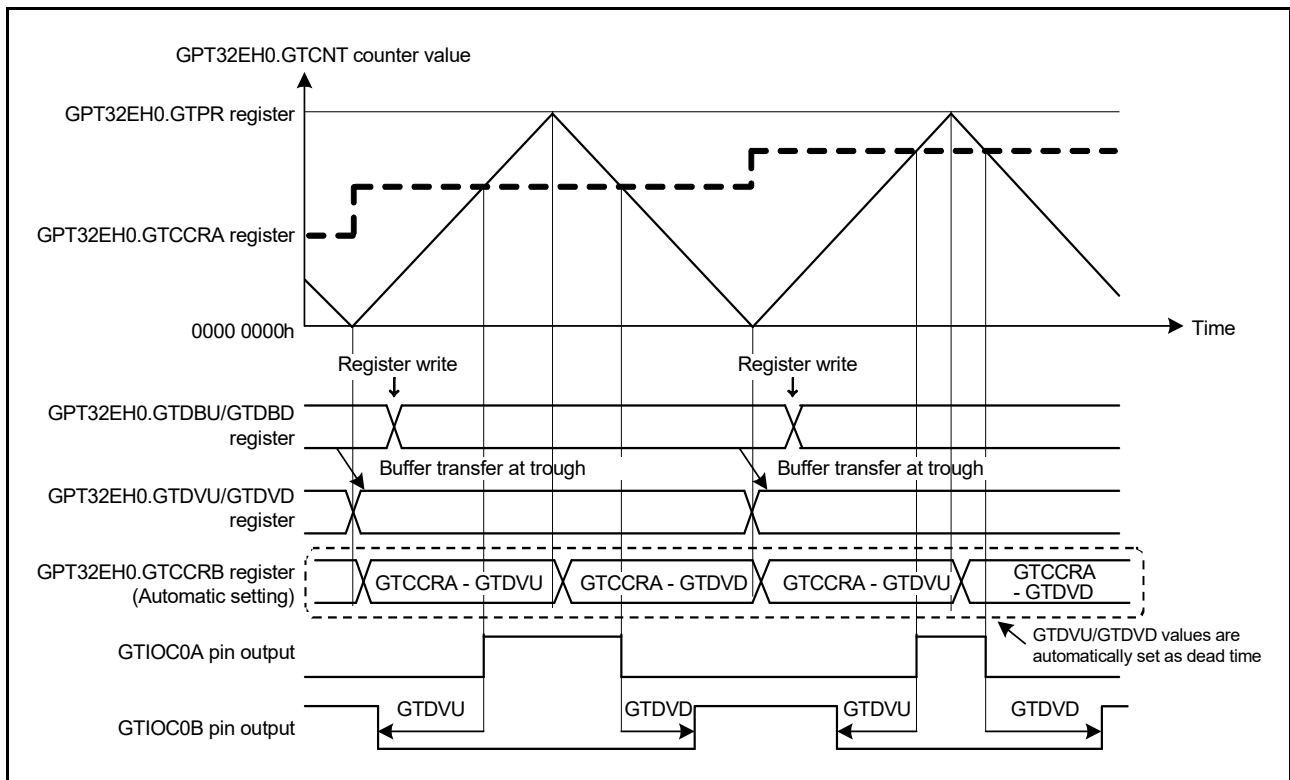 GPT32EH0.GTCNT counter value
GPT32EH0.GTPR register
GPT32EH0.GTCCRA register
0000 0000h
Time
Register write
Register write
GPT32EH0.GTDBU/GTDBD
register
Buffer transfer at trough
Buffer transfer at trough
GPT32EH0.GTDVU/GTDVD
register
GPT32EH0.GTCCRB register
(Automatic setting)
GTCCRA - GTDVU
GTCCRA - GTDVD
GTCCRA - GTDVU
GTCCRA
- GTDVD
GTDVU/GTDVD values are
automatically set as dead time
GTIOC0A pin output
GTDVU
GTDVD
GTDVU
GTDVD
GTIOC0B pin output